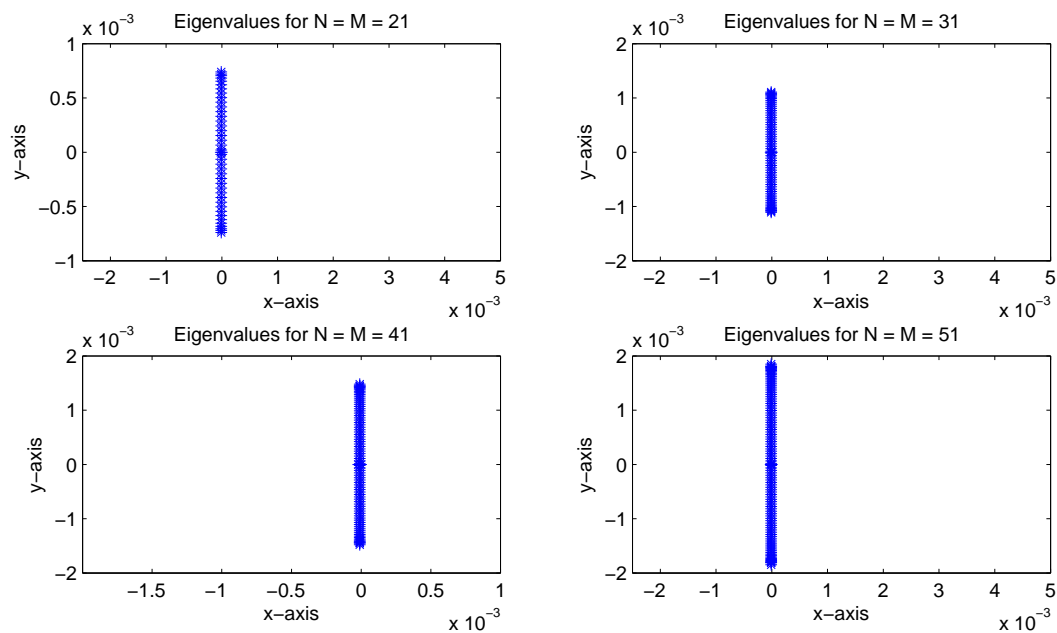 x 10−3
Eigenvalues for N = M = 21
1
0.5
0
−0.5
−1
y−axis
−2 −1 0 1 2 3 4 5
x−axis
x 10−3
x 10−3
Eigenvalues for N = M = 31
2
1
0
−1
−2
y−axis
−2 −1 0 1 2 3 4 5
x−axis
x 10−3
x 10−3
Eigenvalues for N = M = 41
2
1
0
−1
−2
y−axis
−1.5 −1 −0.5 0 0.5 1
x−axis
x 10−3
x 10−3
Eigenvalues for N = M = 51
2
1
0
−1
−2
y−axis
−2 −1 0 1 2 3 4 5
x−axis
x 10−3